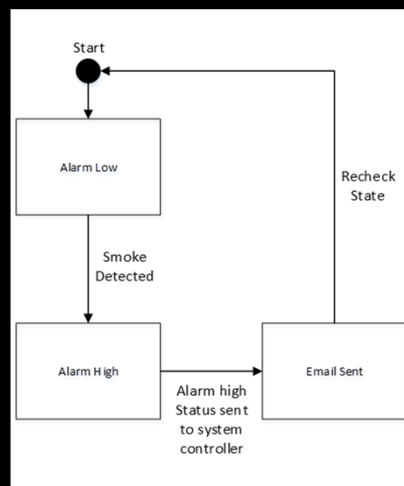 Start
Alarm Low
Recheck
State
Smoke
Detected
Alarm High
Email Sent
Alarm high
Status sent
to system
controller